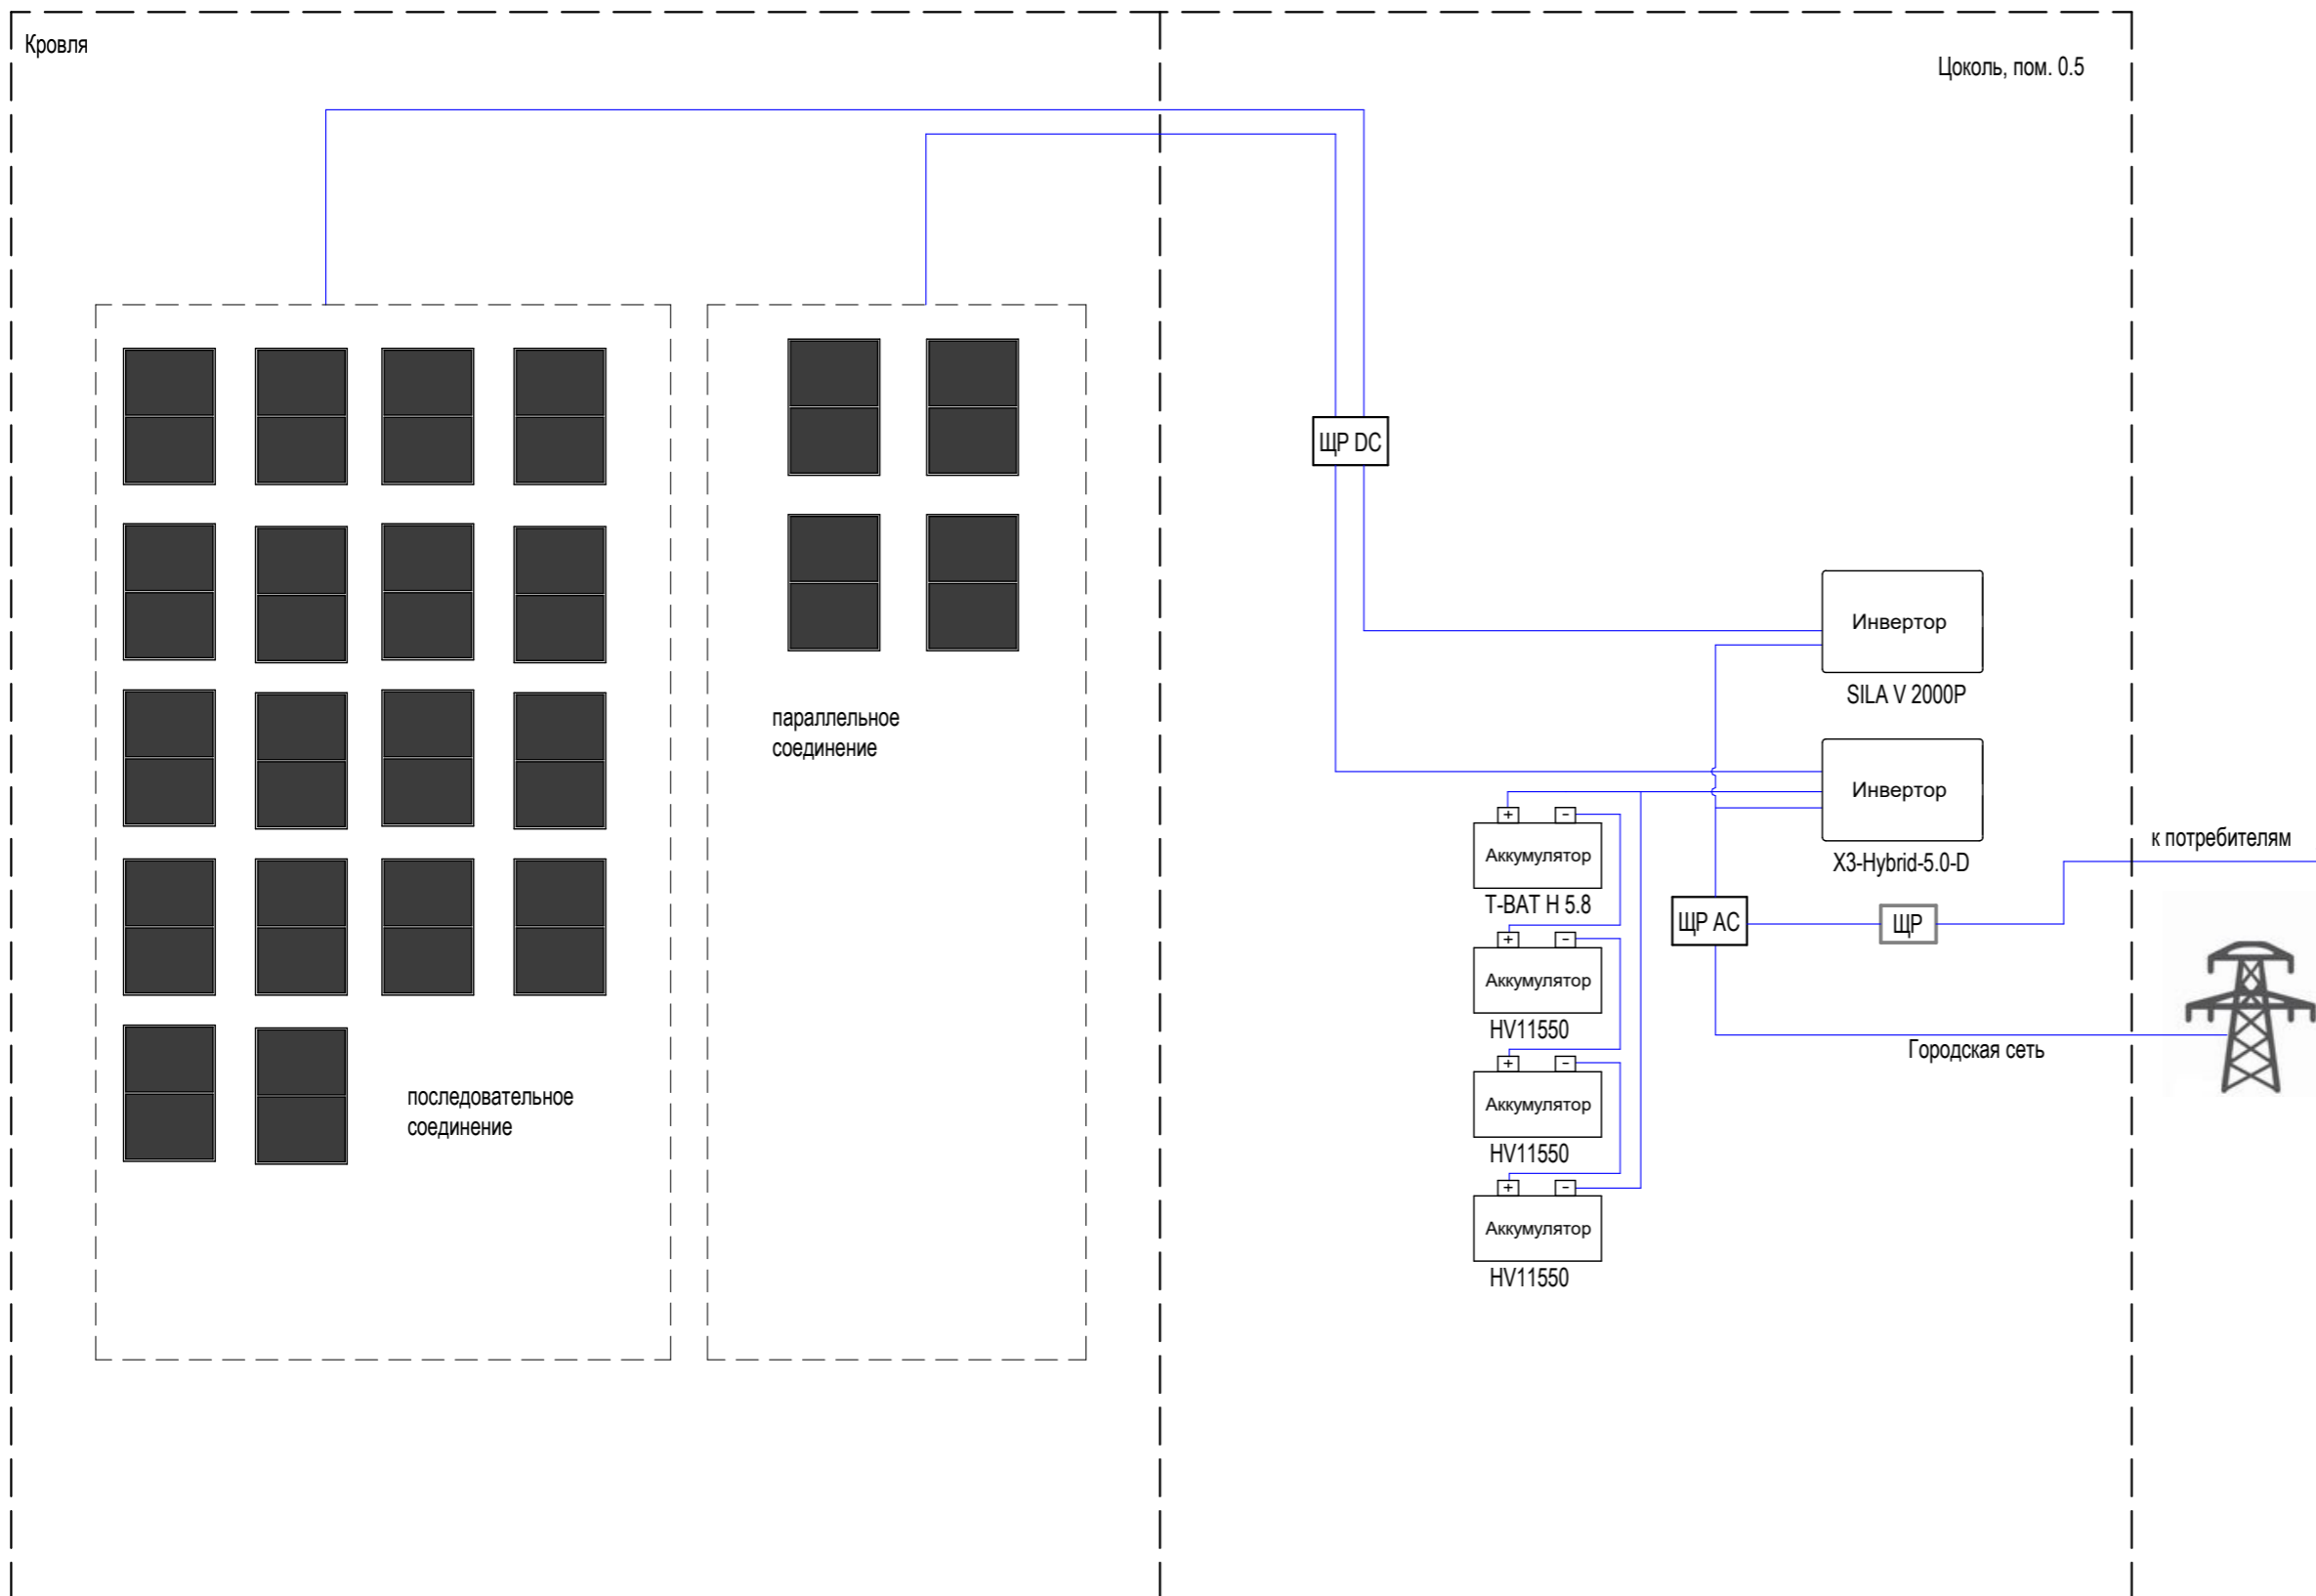 Кровля
Цоколь, пом. 0.5
ЩР DC
Инвертор
SILA V 2000P
параллельное
соединение
Инвертор
X3-Hybrid-5.0-D
к потребителям
+ -
Аккумулятор
T-BAT H 5.8
ЩР AC
ЩР
+ -
Аккумулятор
HV11550
Городская сеть
+ -
Аккумулятор
HV11550
последовательное
соединение
+ -
Аккумулятор
HV11550